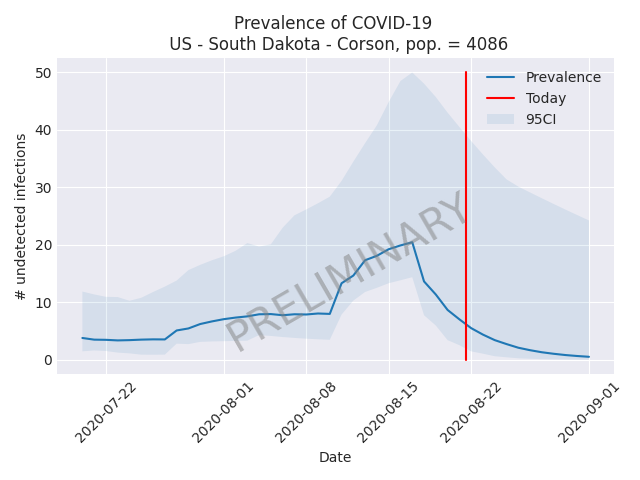 Prevalence of COVID-19
US - South Dakota - Corson, pop. = 4086
50
40
30
20
10
0
# undetected infections
Prevalence
Today
95CI
PRELIMINARY
2020-07-22
2020-08-01
2020-08-08
2020-08-15
2020-08-22
2020-09-01
Date